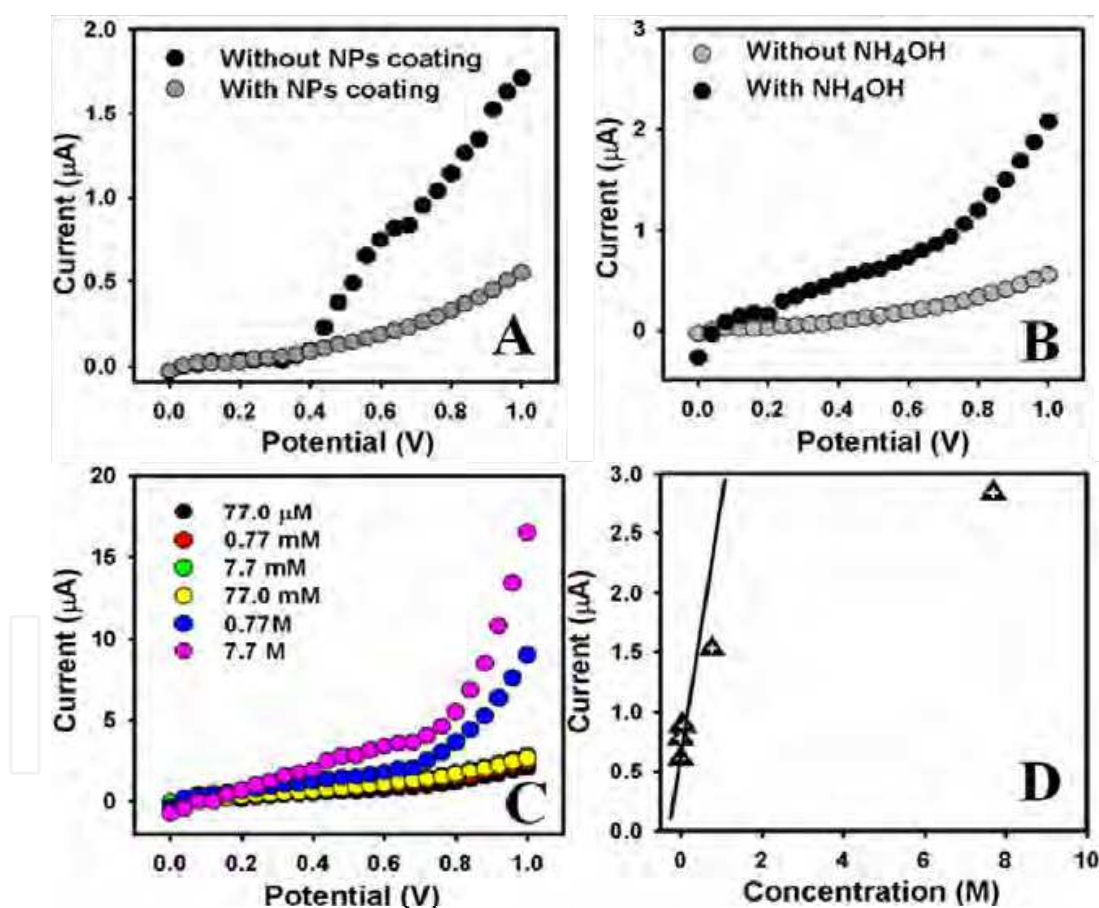 2.0
1.5
1.0
0.5
0.0
Current (μA)
Without NPs coating
With NPs coating
A
0.0 0.2 0.4 0.6 0.8 1.0
Potential (V)
3
2
1
0
Current (μA)
Without NH4OH
With NH4OH
B
0.0 0.2 0.4 0.6 0.8 1.0
Potential (V)
20
15
10
5
0
Current (μA)
77.0 μM
0.77 mM
7.7 mM
77.0 mM
0.77M
7.7 M
C
0.0 0.2 0.4 0.6 0.8 1.0
Potential (V)
3.0
2.5
2.0
1.5
1.0
0.5
0.0
Current (μA)
D
0 2 4 6 8 10
Concentration (M)